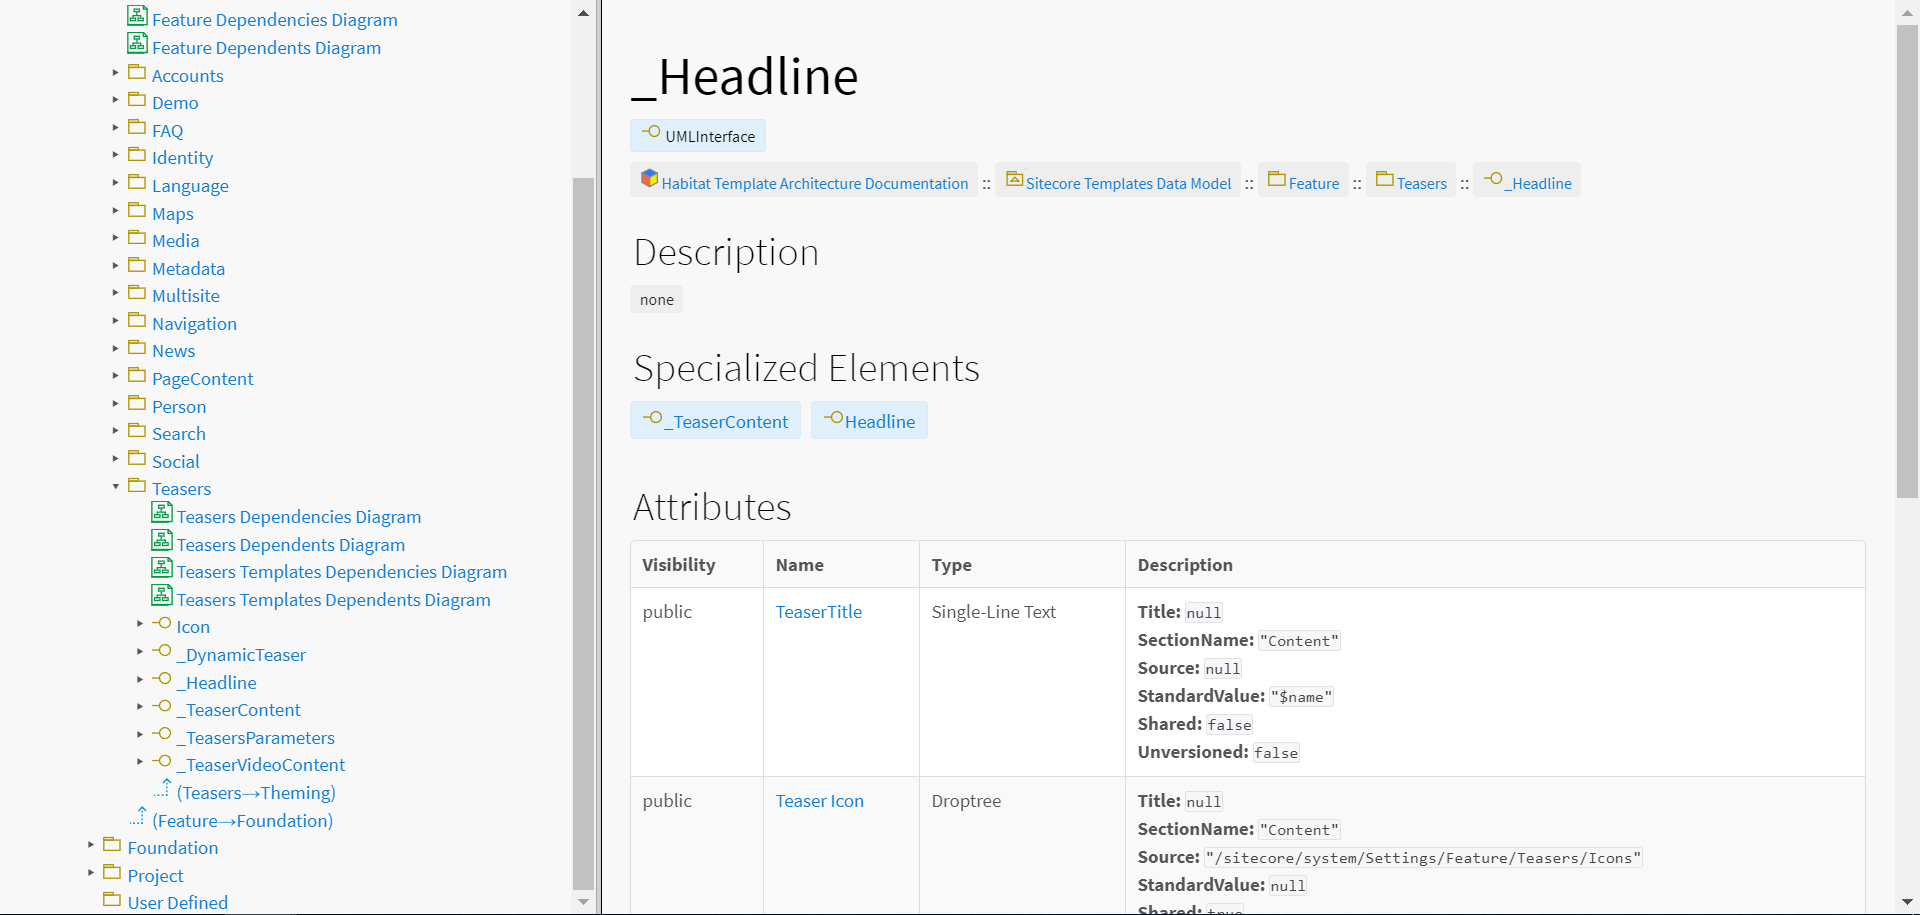 Feature Dependencies Diagram
Feature Dependents Diagram
Accounts
Demo
FAQ
Identity
Language
Maps
Media
Metadata
Multisite
Navigation
News
PageContent
Person
Search
Social
Teasers
Teasers Dependencies Diagram
Teasers Dependents Diagram
Teasers Templates Dependencies Diagram
Teasers Templates Dependents Diagram
Icon
_DynamicTeaser
_Headline
_TeaserContent
_TeasersParameters
_TeaserVideoContent
(Teasers→Theming)
(Feature→Foundation)
Foundation
Project
User Defined
_Headline
UMLInterface
Habitat Template Architecture Documentation :: Sitecore Templates Data Model :: Feature :: Teasers :: _Headline
Description
none
Specialized Elements
_TeaserContent Headline
Attributes
Visibility Name Type Description
public TeaserTitle Single-Line Text Title: null
SectionName: "Content"
Source: null
StandardValue: "$name"
Shared: false
Unversioned: false
public Teaser Icon Droptree Title: null
SectionName: "Content"
Source: "/sitecore/system/Settings/Feature/Teasers/Icons"
StandardValue: null
Shared: true